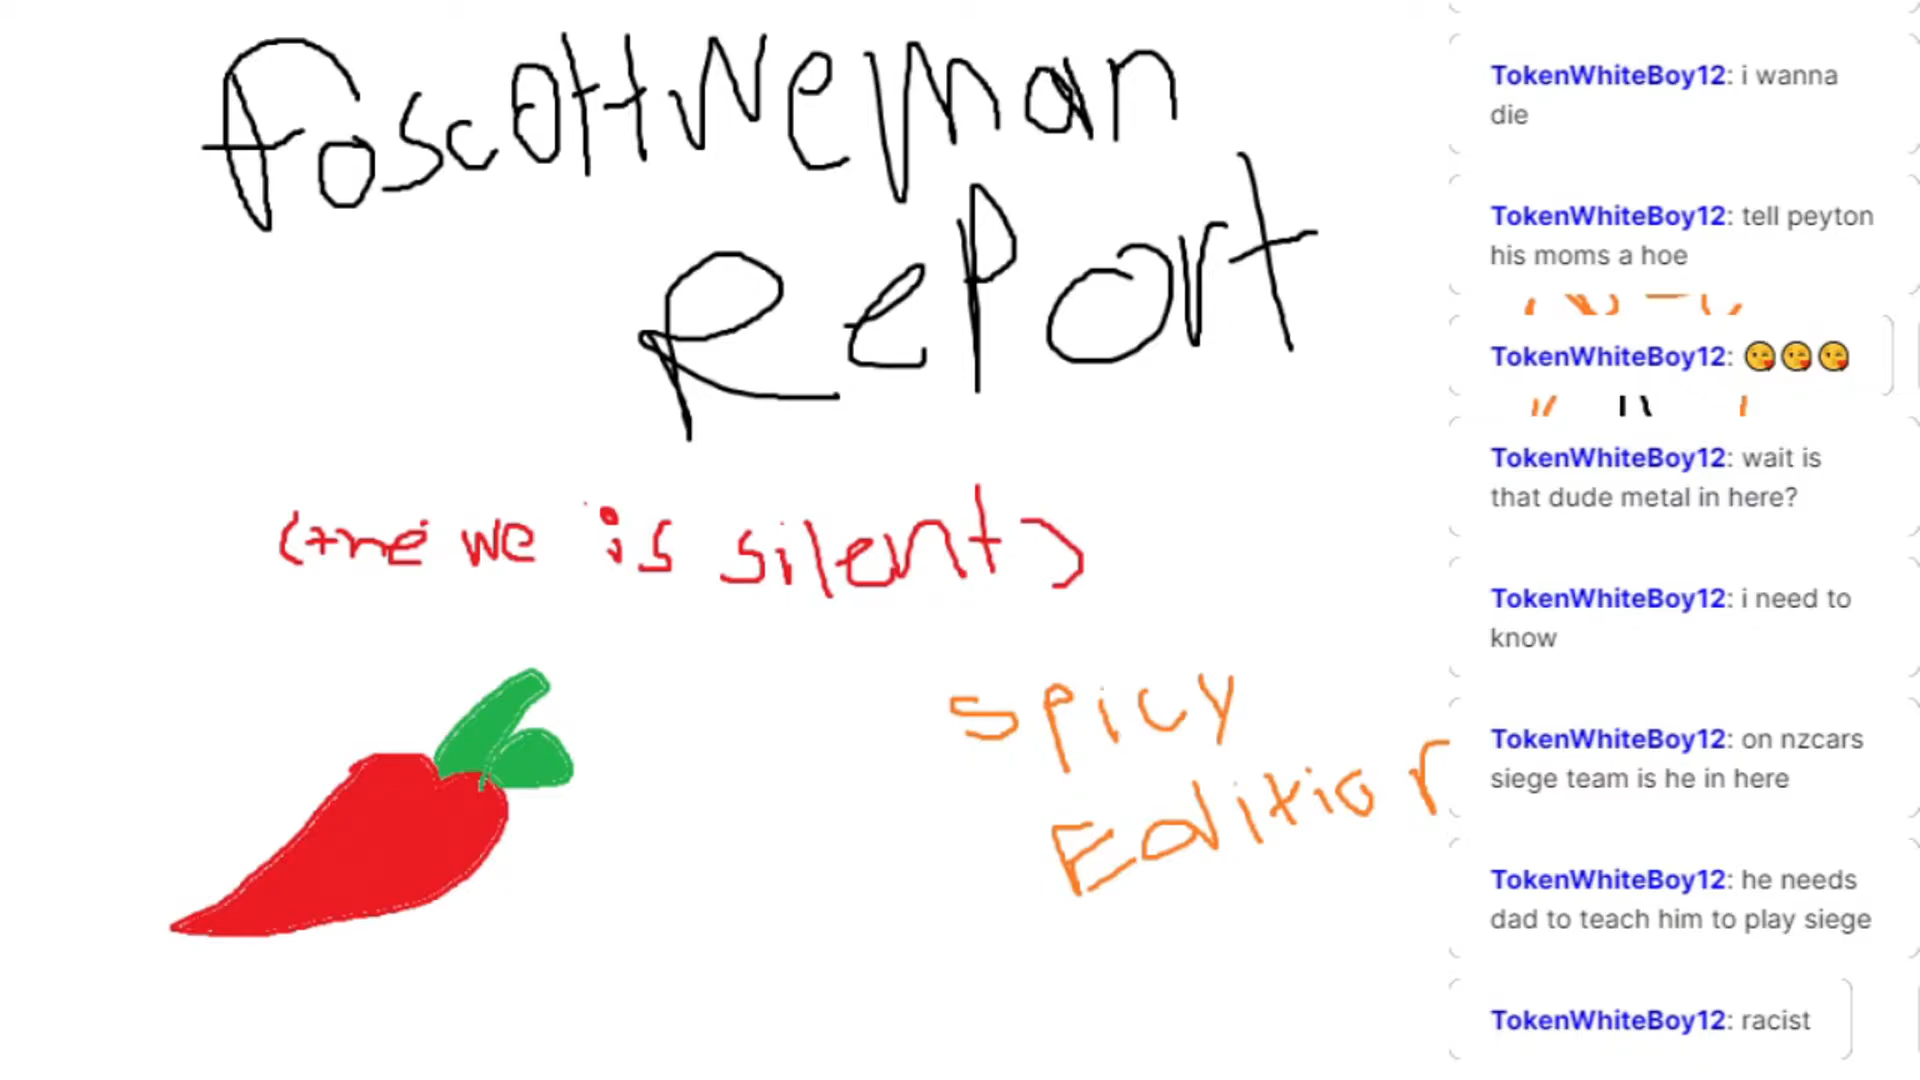 foscottweman
Report
(the we is silent)
Spicy
Edition
TokenWhiteBoy12: i wanna
die
TokenWhiteBoy12: tell peyton
his moms a hoe
TokenWhiteBoy12: 😘😘😘
TokenWhiteBoy12: wait is
that dude metal in here?
TokenWhiteBoy12: i need to
know
TokenWhiteBoy12: on nzcars
siege team is he in here
TokenWhiteBoy12: he needs
dad to teach him to play siege
TokenWhiteBoy12: racist